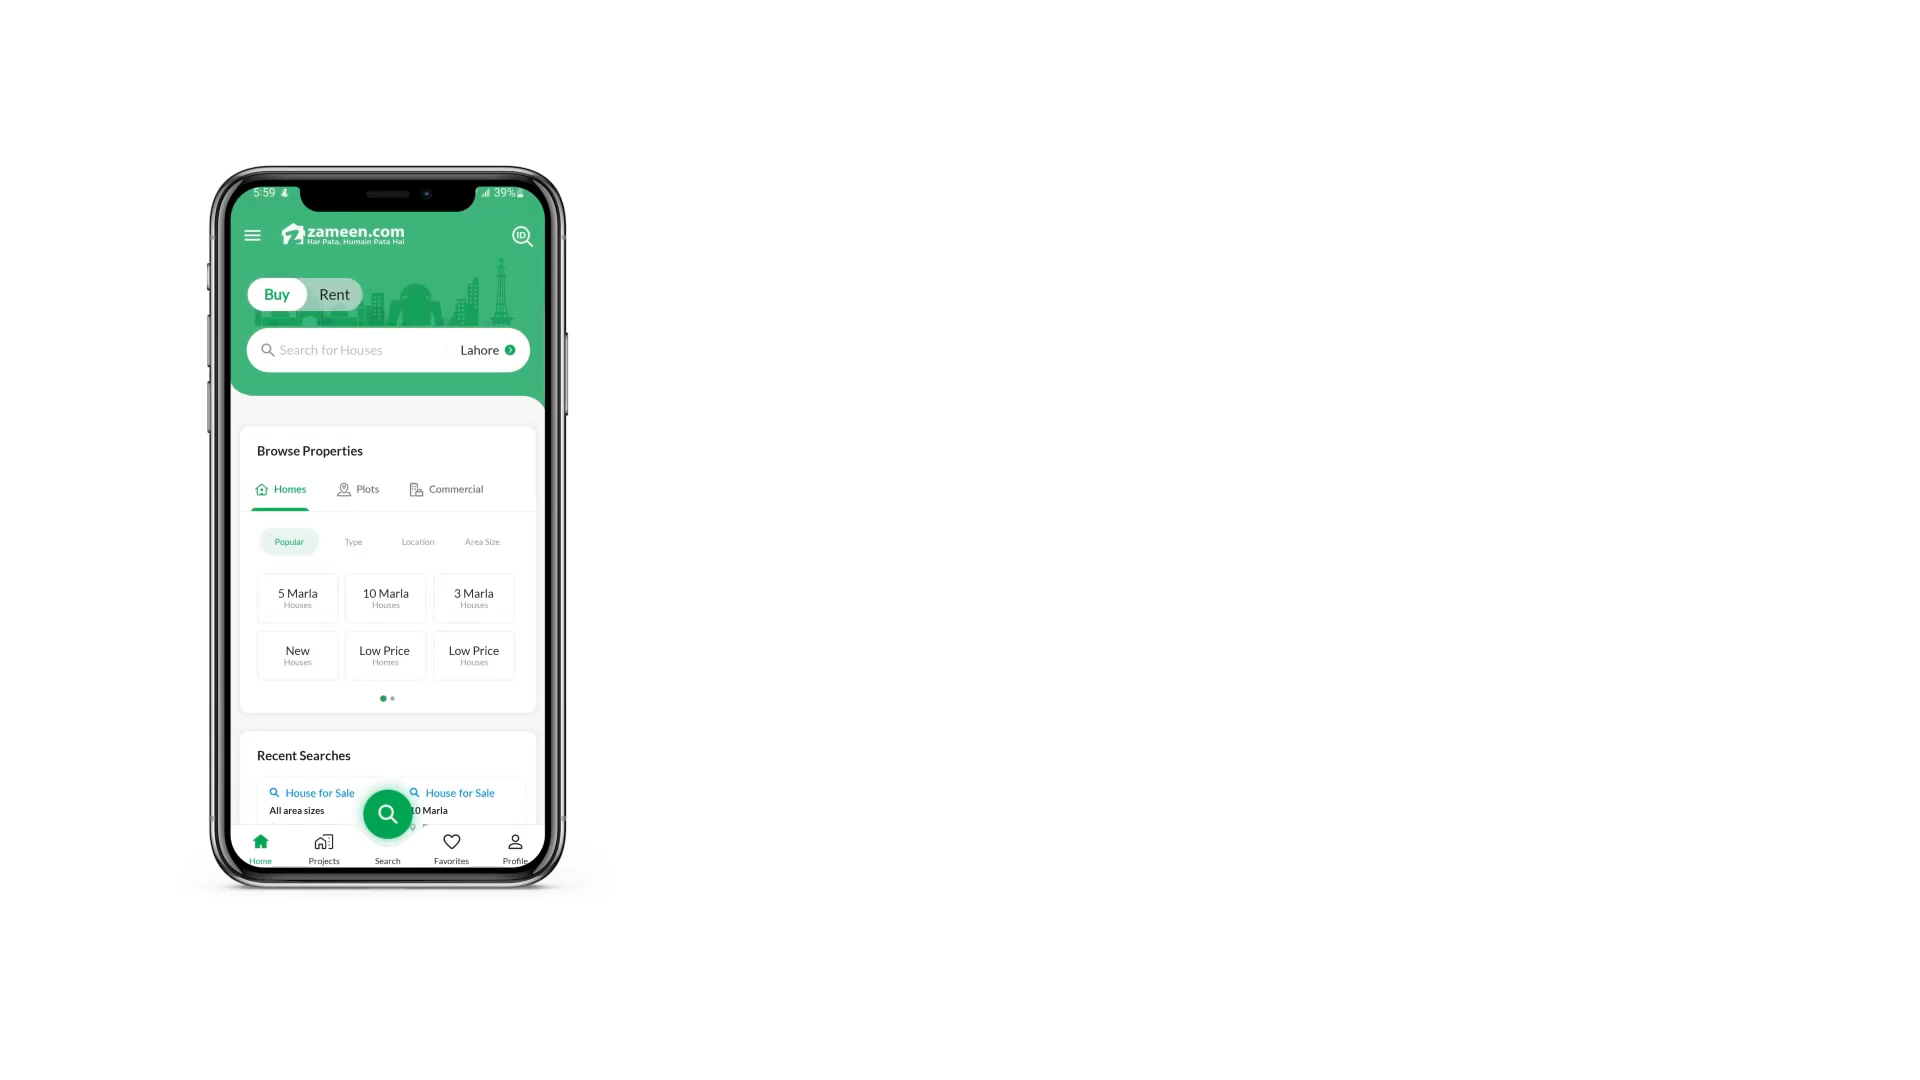 5:59
39%
zameen.com
Har Pata, Humain Pata Hai
ID
Buy Rent
Search for Houses Lahore
Browse Properties
Homes Plots Commercial
Popular Type Location Area Size
5 Marla 10 Marla 3 Marla
Houses Houses Houses
New Low Price Low Price
Houses Homes Houses
Recent Searches
House for Sale House for Sale
All area sizes 10 Marla
Home Projects Search Favorites Profile